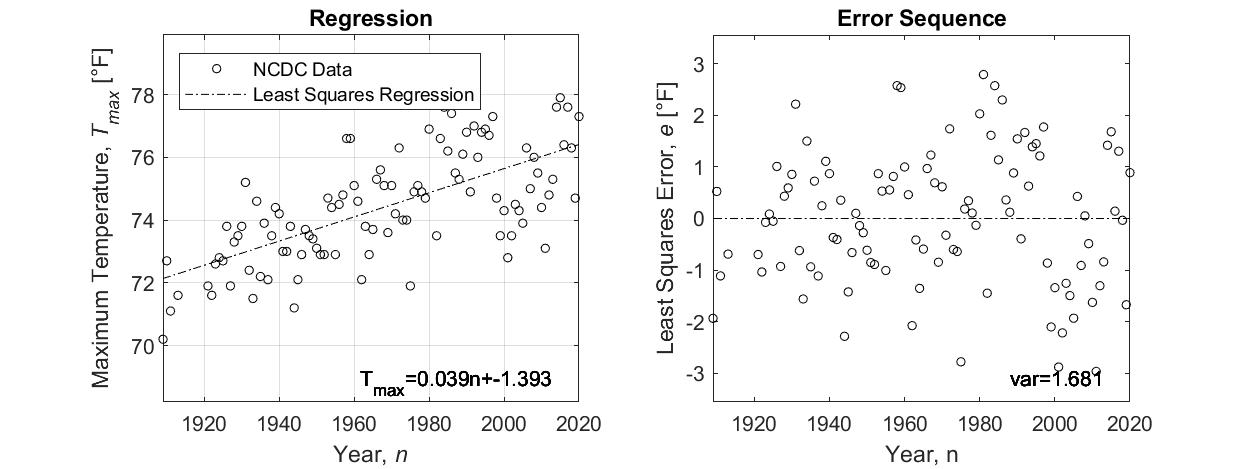 Regression
Maximum Temperature, T_max [°F]
NCDC Data
Least Squares Regression
78
76
74
72
70
T_max=0.039n+-1.393
1920 1940 1960 1980 2000 2020
Year, n
Error Sequence
Least Squares Error, e [°F]
3
2
1
0
-1
-2
-3
var=1.681
1920 1940 1960 1980 2000 2020
Year, n